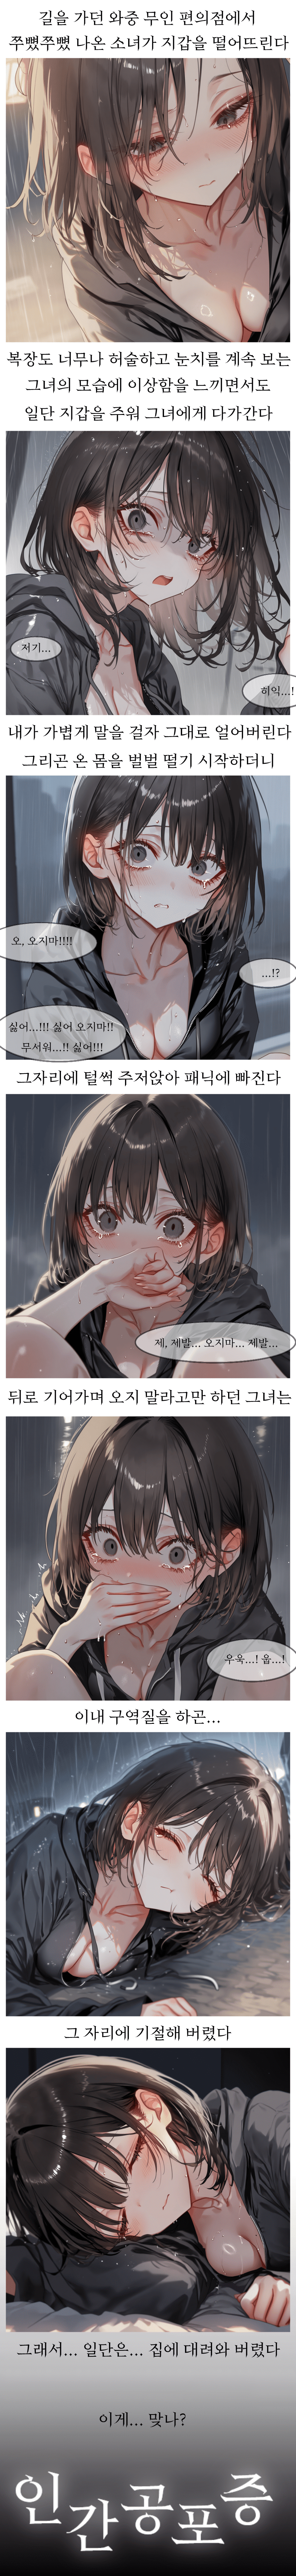 길을 가던 와중 무인 편의점에서
쭈뼜쭈뼜 나온 소녀가 지갑을 떨어뜨린다
복장도 너무나 허술하고 눈치를 계속 보는
그녀의 모습에 이상함을 느끼면서도
일단 지갑을 주워 그녀에게 다가간다
저기...
히익...!
내가 가볍게 말을 걸자 그대로 얼어버린다
그리곤 온 몸을 벌벌 떨기 시작하더니
오, 오지마!!!!
...!?
싫어...!!! 싫어 오지마!!
무서워...!! 싫어!!!
그자리에 털썩 주저앉아 패닉에 빠진다
제, 제발... 오지마... 제발...
뒤로 기어가며 오지 말라고만 하던 그녀는
우욱...! 웁...!
이내 구역질을 하곤...
그 자리에 기절해 버렸다
그래서... 일단은... 집에 대려와 버렸다
이게... 맞나?
인간공포증